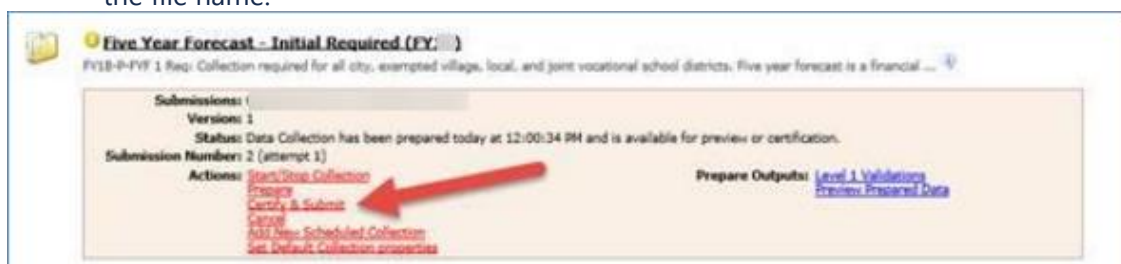 the file name.
Five Year Forecast - Initial Required (FY  )
FY18-P-FYF 1 Req: Collection required for all city, exempted village, local, and joint vocational school districts. Five year forecast is a financial ...
Submissions: (
Version: 1
Status: Data Collection has been prepared today at 12:00:34 PM and is available for preview or certification.
Submission Number: 2 (attempt 1)
Actions: Start/Stop Collection Prepare Outputs: Level 1 Validations
Prepare Preview Prepared Data
Certify & Submit
Cancel
Add New Scheduled Collection
Set Default Collection properties